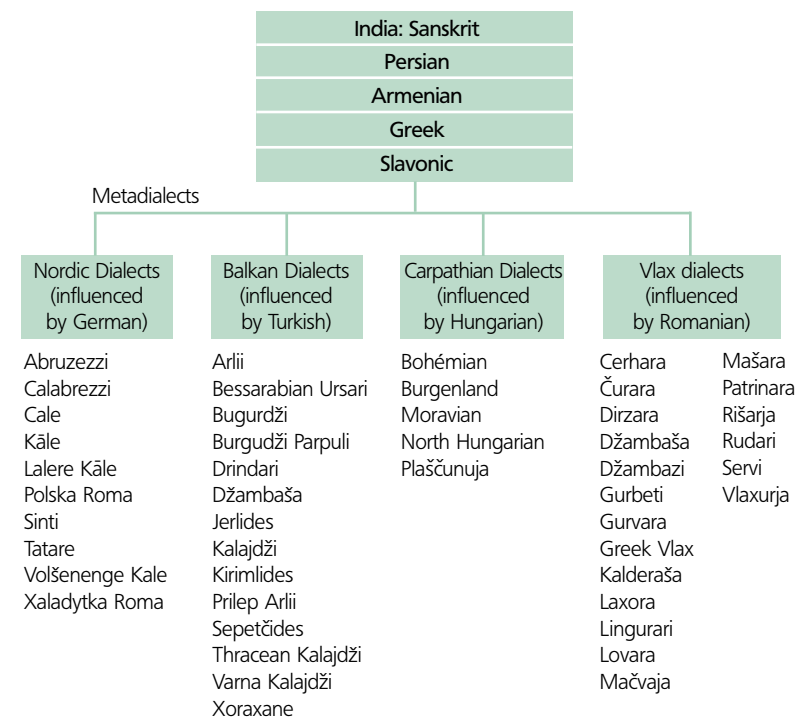 India: Sanskrit
Persian
Armenian
Greek
Slavonic
Metadialects
Nordic Dialects
(influenced
by German)
Abruzezzi
Calabrezzi
Cale
Kāle
Lalere Kāle
Polska Roma
Sinti
Tatare
Volšenenge Kale
Xaladytka Roma
Balkan Dialects
(influenced
by Turkish)
Arlii
Bessarabian Ursari
Bugurdži
Burgudži Parpuli
Drindari
Džambaša
Jerlides
Kalajdži
Kirimlides
Prilep Arlii
Sepetčides
Thracean Kalajdži
Varna Kalajdži
Xoraxane
Carpathian Dialects
(influenced
by Hungarian)
Bohémian
Burgenland
Moravian
North Hungarian
Plaščunuja
Vlax dialects
(influenced
by Romanian)
Cerhara
Čurara
Dirzara
Džambaša
Džambazi
Gurbeti
Gurvara
Greek Vlax
Kalderaša
Laxora
Lingurari
Lovara
Mačvaja
Mašara
Patrinara
Rišarja
Rudari
Servi
Vlaxurja